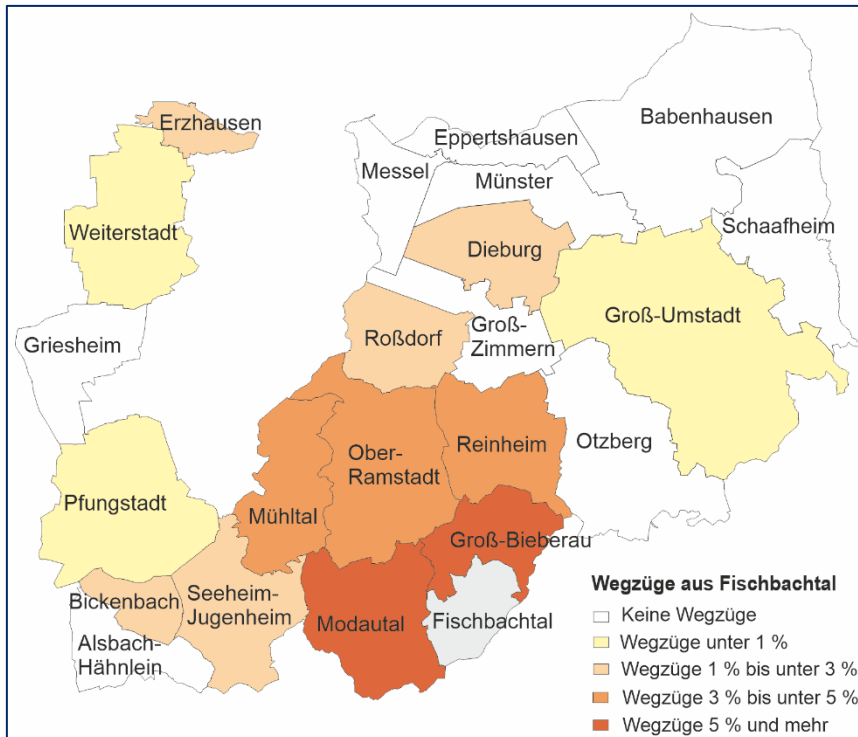 Erzhausen
Babenhausen
Eppertshausen
Messel
Münster
Schaafheim
Weiterstadt
Dieburg
Groß-Umstadt
Griesheim
Roßdorf
Groß-
Zimmern
Otzberg
Reinheim
Ober-
Ramstadt
Pfungstadt
Mühltal
Groß-Bieberau
Bickenbach
Seeheim-
Jugenheim
Alsbach-
Hähnlein
Modautal
Fischbachtal
Wegzüge aus Fischbachtal
Keine Wegzüge
Wegzüge unter 1 %
Wegzüge 1 % bis unter 3 %
Wegzüge 3 % bis unter 5 %
Wegzüge 5 % und mehr